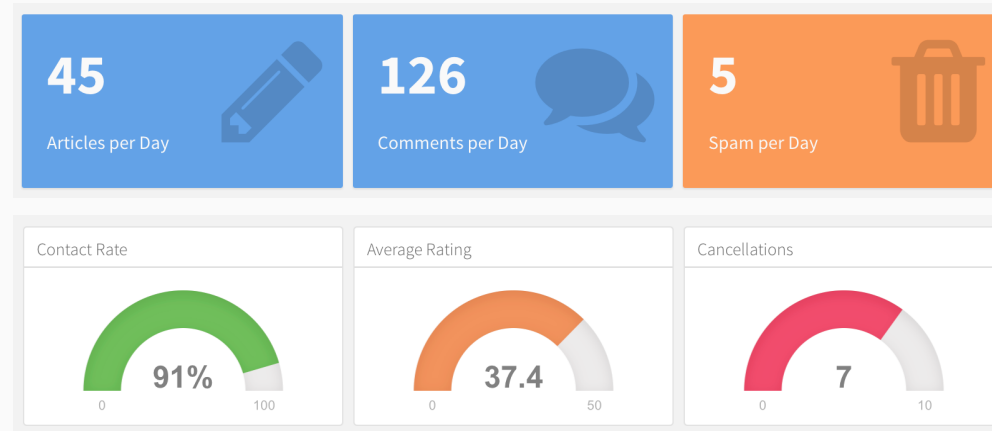 45
Articles per Day
126
Comments per Day
5
Spam per Day
Contact Rate
91%
0
100
Average Rating
37.4
0
50
Cancellations
7
0
10